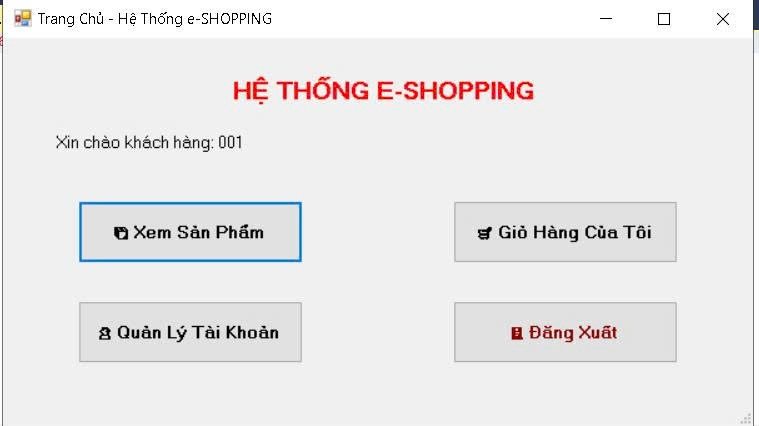 Trang Chủ - Hệ Thống e-SHOPPING
HỆ THỐNG E-SHOPPING
Xin chào khách hàng: 001
Xem Sản Phẩm
Giỏ Hàng Của Tôi
Quản Lý Tài Khoản
Đăng Xuất